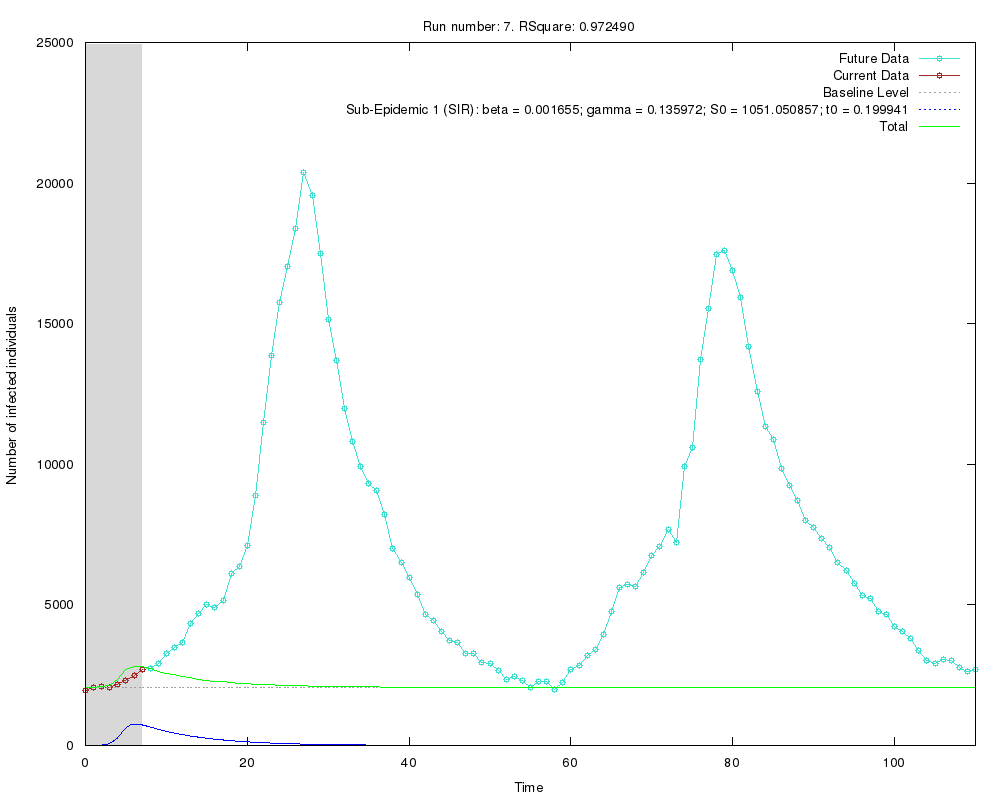 Run number: 7. RSquare: 0.972490
25000
20000
15000
10000
5000
0
Number of infected individuals
Future Data
Current Data
Baseline Level
Sub-Epidemic 1 (SIR): beta = 0.001655; gamma = 0.135972; S0 = 1051.050857; t0 = 0.199941
Total
0 20 40 60 80 100
Time